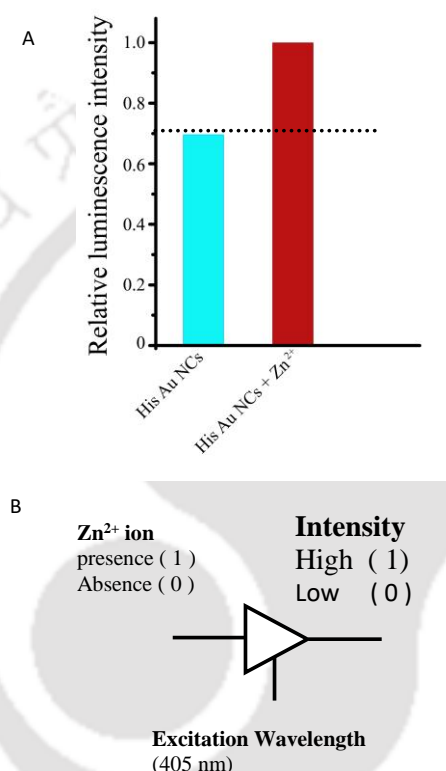 A
Relative luminescence intensity
1.0
0.8
0.6
0.4
0.2
0
His Au NCs
His Au NCs + Zn²⁺
B
Zn²⁺ ion
presence ( 1 )
Absence ( 0 )
Intensity
High ( 1)
Low ( 0 )
Excitation Wavelength
(405 nm)